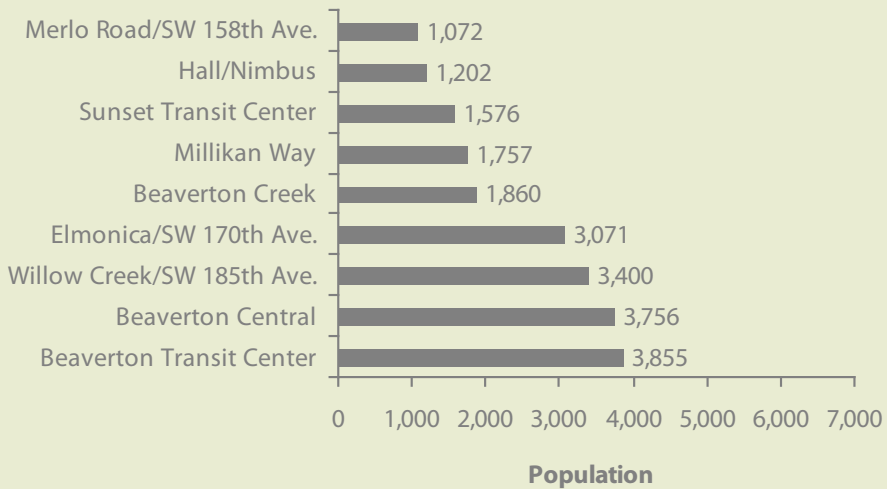 Merlo Road/SW 158th Ave. 1,072
Hall/Nimbus 1,202
Sunset Transit Center 1,576
Millikan Way 1,757
Beaverton Creek 1,860
Elmonica/SW 170th Ave. 3,071
Willow Creek/SW 185th Ave. 3,400
Beaverton Central 3,756
Beaverton Transit Center 3,855
0 1,000 2,000 3,000 4,000 5,000 6,000 7,000
Population